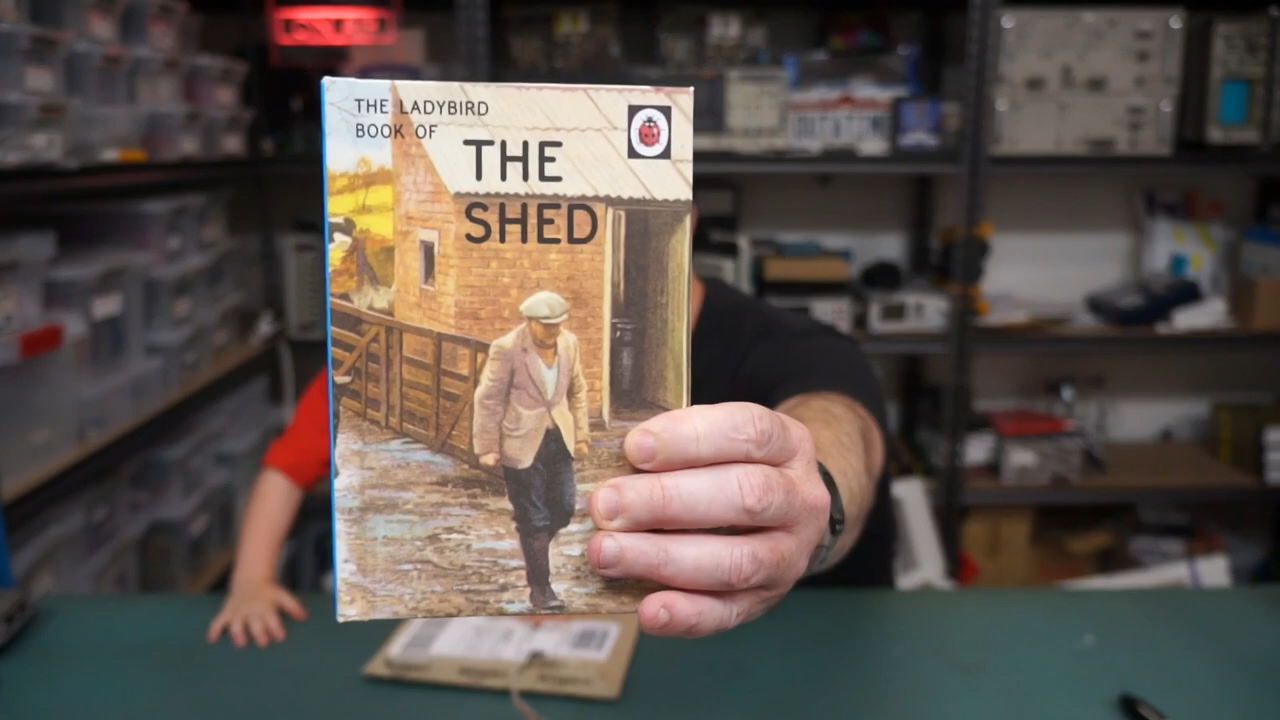 THE LADYBIRD
BOOK OF
THE
SHED